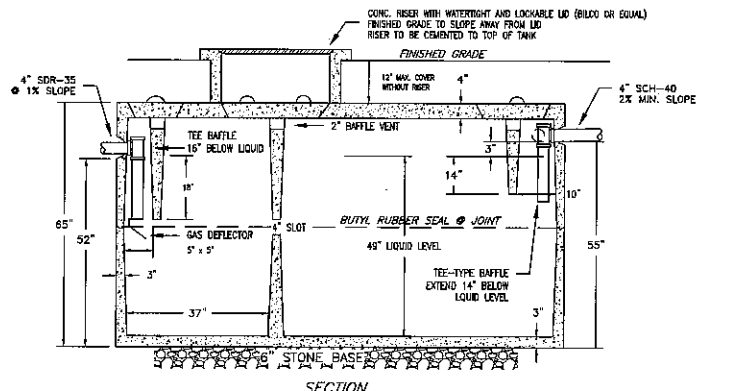 CONC. RISER WITH WATERTIGHT AND LOCKABLE LID (BILCO OR EQUAL)
FINISHED GRADE TO SLOPE AWAY FROM LID
RISER TO BE CEMENTED TO TOP OF TANK
FINISHED GRADE
4" SDR-35
@ 1% SLOPE
12" MAX. COVER
WITHOUT RISER
4"
4" SCH-40
2% MIN. SLOPE
2" BAFFLE VENT
TEE BAFFLE
16" BELOW LIQUID
3"
14"
18"
10"
65"
52"
BUTYL RUBBER SEAL @ JOINT
4" SLOT
GAS DEFLECTOR
5" x 5"
49" LIQUID LEVEL
55"
3"
TEE-TYPE BAFFLE
EXTEND 14" BELOW
LIQUID LEVEL
37"
3"
6" STONE BASE
SECTION